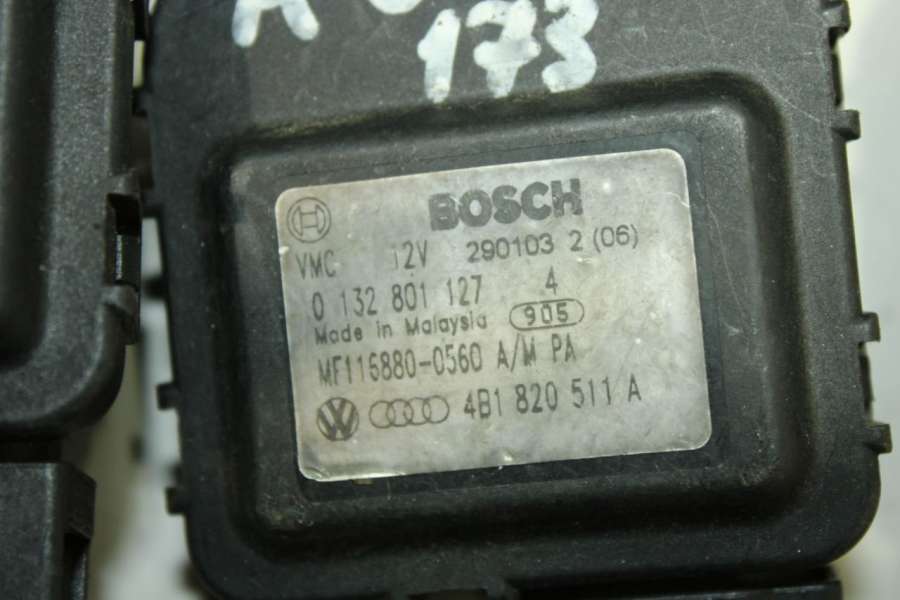 173
BOSCH
VMC 12V 290103 2 (06)
0 132 801 127 4
Made in Malaysia 905
MF116880-0560 A/M PA
4B1 820 511 A